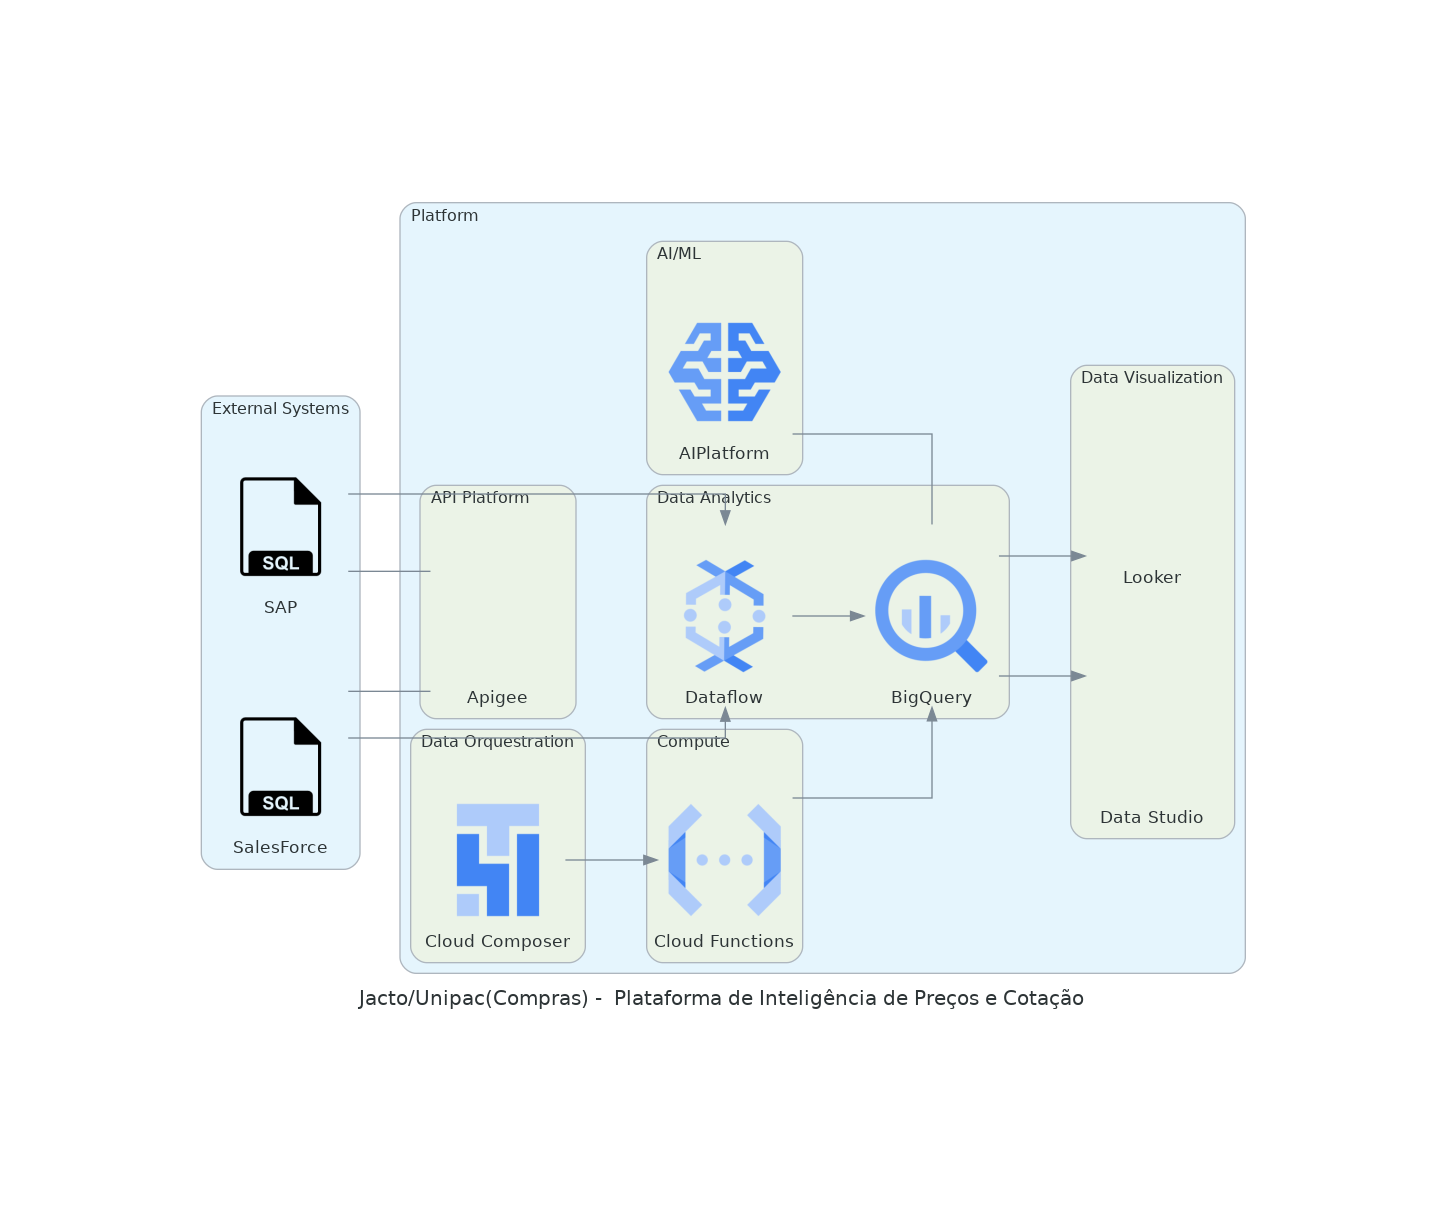 Platform
AI/ML
AIPlatform
Data Visualization
External Systems
API Platform
Data Analytics
SQL
Looker
SAP
Apigee
Dataflow
BigQuery
Data Orquestration
Compute
SQL
Data Studio
SalesForce
Cloud Composer
Cloud Functions
Jacto/Unipac(Compras) -  Plataforma de Inteligência de Preços e Cotação